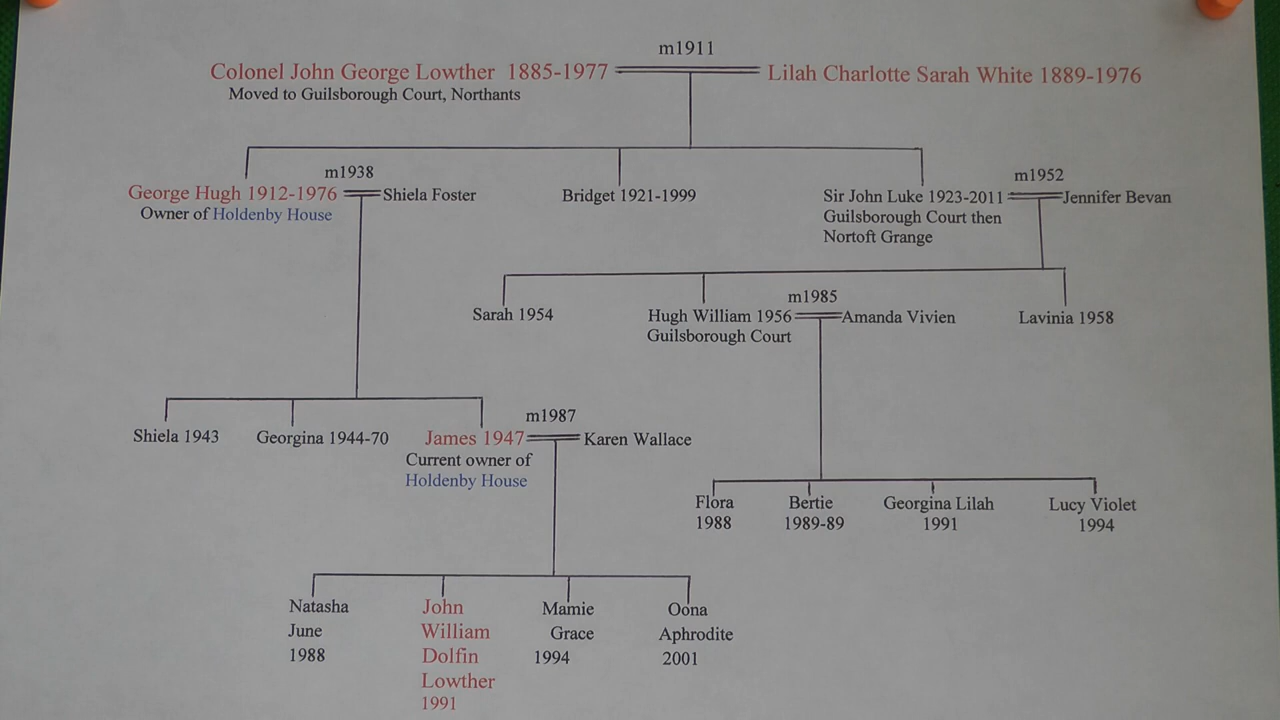 m1911
Colonel John George Lowther 1885-1977
Lilah Charlotte Sarah White 1889-1976
Moved to Guilsborough Court, Northants
m1938
George Hugh 1912-1976
Shiela Foster
Owner of Holdenby House
Bridget 1921-1999
m1952
Sir John Luke 1923-2011
Jennifer Bevan
Guilsborough Court then
Nortoft Grange
Sarah 1954
m1985
Hugh William 1956
Amanda Vivien
Guilsborough Court
Lavinia 1958
Shiela 1943
Georgina 1944-70
m1987
James 1947
Karen Wallace
Current owner of
Holdenby House
Flora
1988
Bertie
1989-89
Georgina Lilah
1991
Lucy Violet
1994
Natasha
June
1988
John
William
Dolfin
Lowther
1991
Mamie
Grace
1994
Oona
Aphrodite
2001